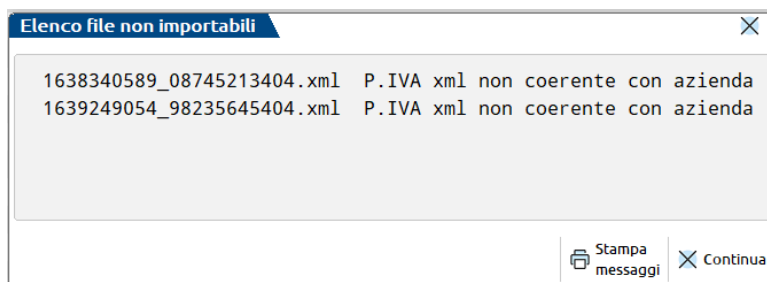 Elenco file non importabili
1638340589_08745213404.xml P.IVA xml non coerente con azienda
1639249054_98235645404.xml P.IVA xml non coerente con azienda
Stampa
messaggi
Continua